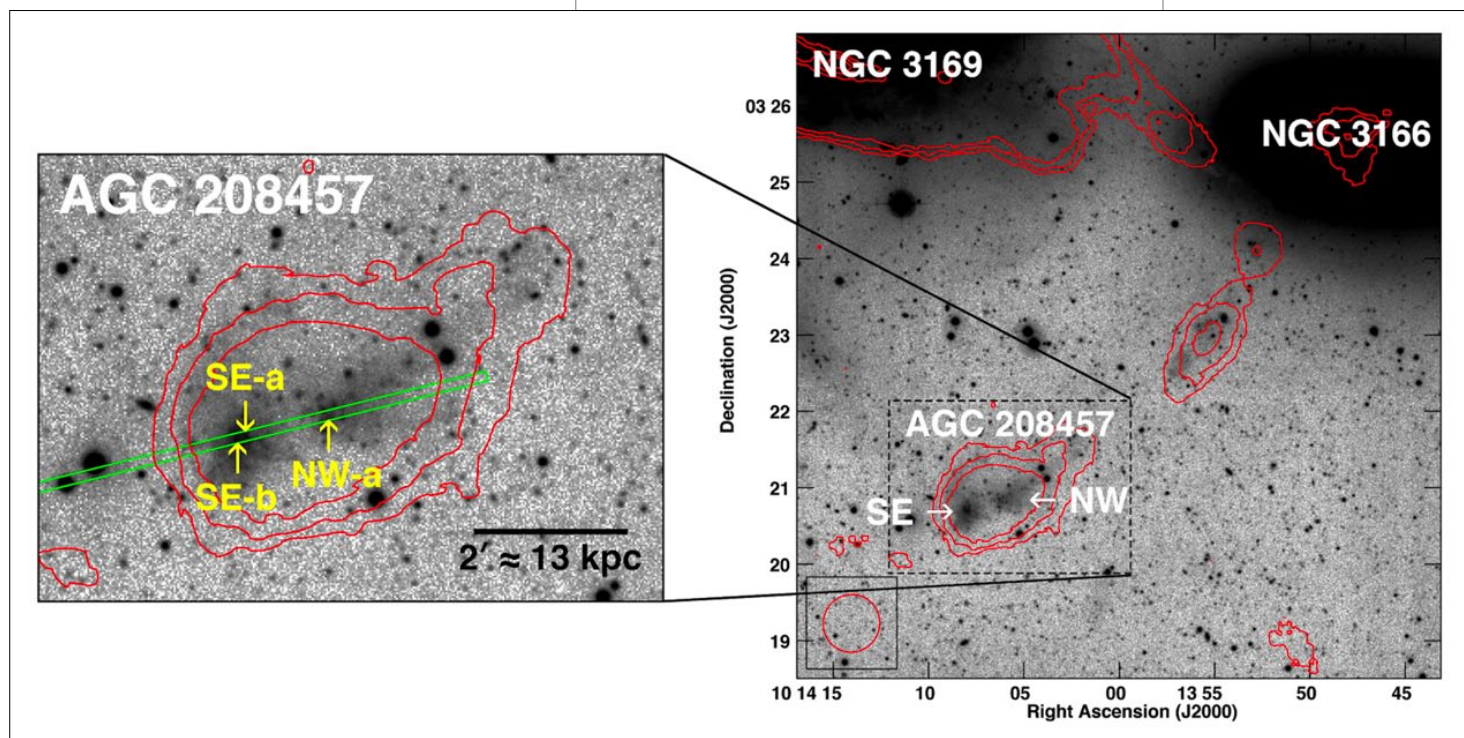 AGC 208457
SE-a
SE-b
NW-a
2′ ≈ 13 kpc
NGC 3169
NGC 3166
AGC 208457
SE
NW
Declination (J2000)
03 26
25
24
23
22
21
20
19
10 14 15
10
05
00
13 55
50
45
Right Ascension (J2000)